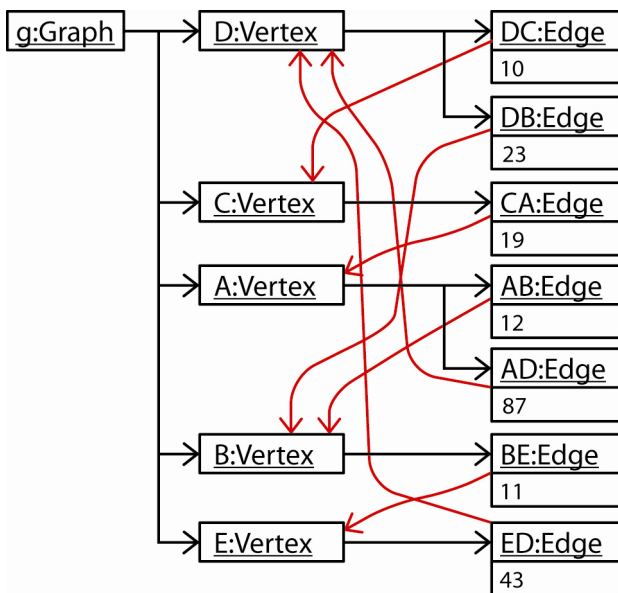 g:Graph
D:Vertex
DC:Edge
10
DB:Edge
23
C:Vertex
CA:Edge
19
A:Vertex
AB:Edge
12
AD:Edge
87
B:Vertex
BE:Edge
11
E:Vertex
ED:Edge
43